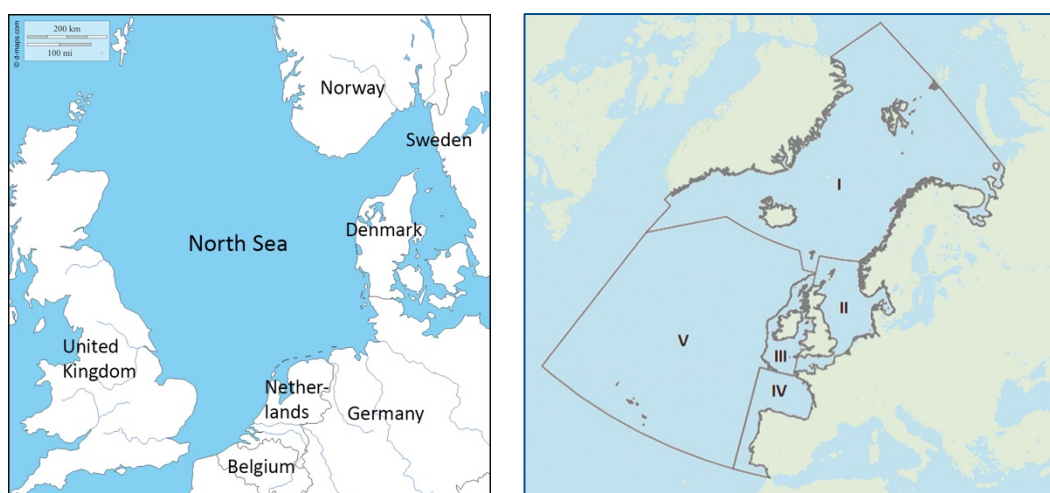 200 km
100 mi
© d-maps.com
Norway
Sweden
Denmark
North Sea
United
Kingdom
Nether-
lands
Germany
Belgium
I
II
III
IV
V